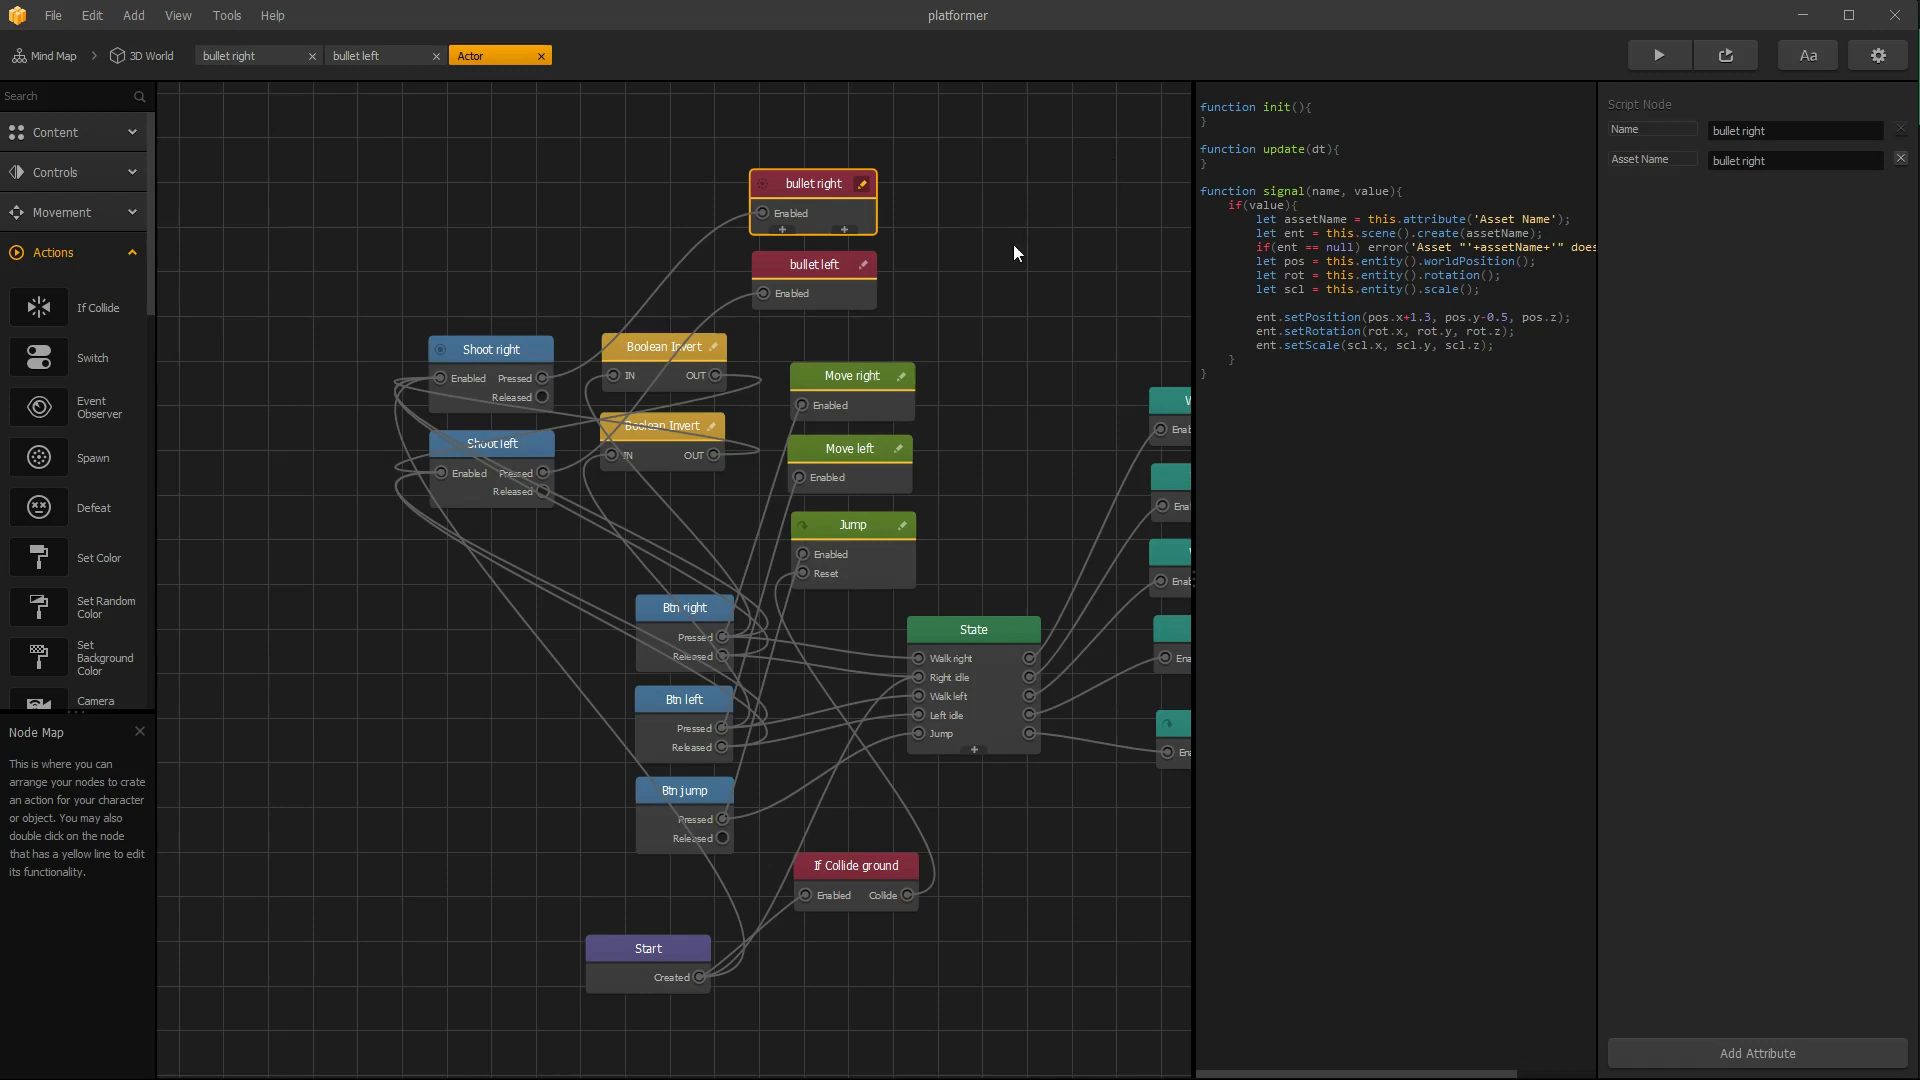 File Edit View Add Tools Help
platformer
Mind Map
3D World
bullet right
bullet left
Actor
Aa
Search
Content
Controls
Movement
Actions
If Collide
Switch
Event
Observer
Spawn
Defeat
Set Color
Set Random
Color
Set
Background
Color
Camera
Node Map
This is where you can
arrange your nodes to crate
an action for your character
or object. You may also
double click on the node
that has a yellow line to edit
its functionality.
bullet right
Enabled
bullet left
Enabled
Shoot right
Enabled Pressed
Released
Shoot left
Enabled Pressed
Released
Boolean Invert
IN OUT
Boolean Invert
IN OUT
Move right
Enabled
Move left
Enabled
Jump
Enabled
Reset
Btn right
Pressed
Released
Btn left
Pressed
Released
Btn jump
Pressed
Released
State
Walk right
Right idle
Walk left
Left idle
Jump
If Collide ground
Enabled Collide
Start
Created
function init(){
}
function update(dt){
}
function signal(name, value){
if(value){
let assetName = this.attribute('Asset Name');
let ent = this.scene().create(assetName);
if(ent == null) error('Asset "'+assetName+'" does
let pos = this.entity().worldPosition();
let rot = this.entity().rotation();
let scl = this.entity().scale();
ent.setPosition(pos.x+1.3, pos.y-0.5, pos.z);
ent.setRotation(rot.x, rot.y, rot.z);
ent.setScale(scl.x, scl.y, scl.z);
}
}
Script Node
Name bullet right
Asset Name bullet right
Add Attribute